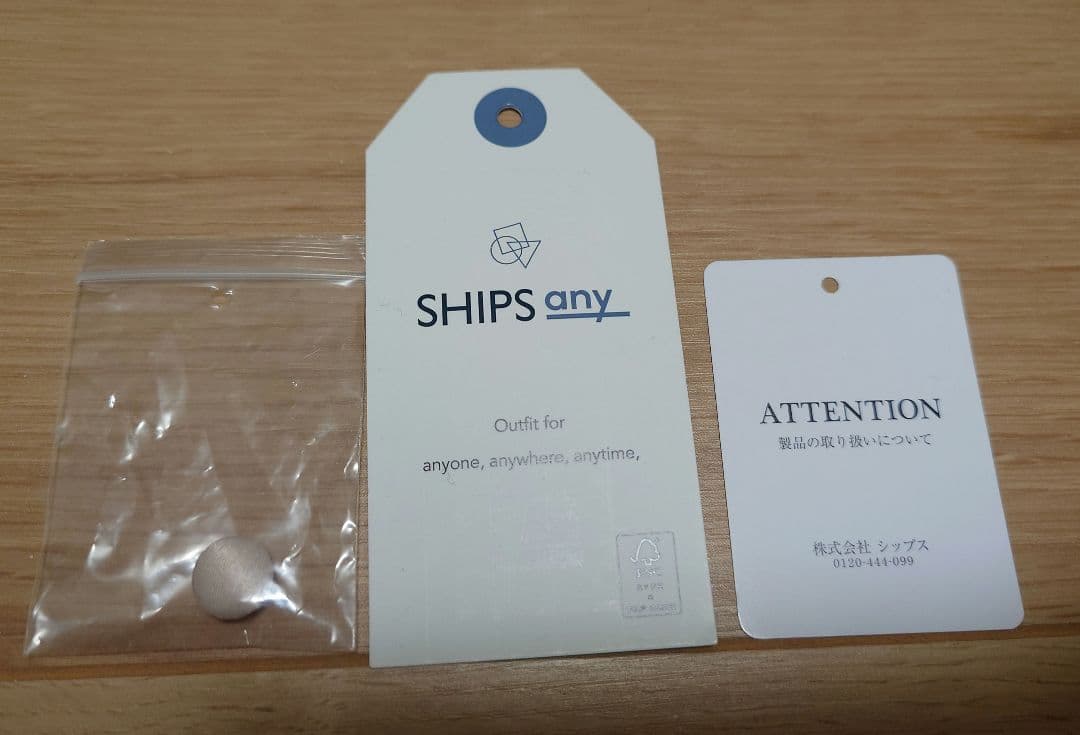 SHIPS any
Outfit for
anyone, anywhere, anytime,
ATTENTION
製品の取り扱いについて
株式会社 シップス
0120-444-099